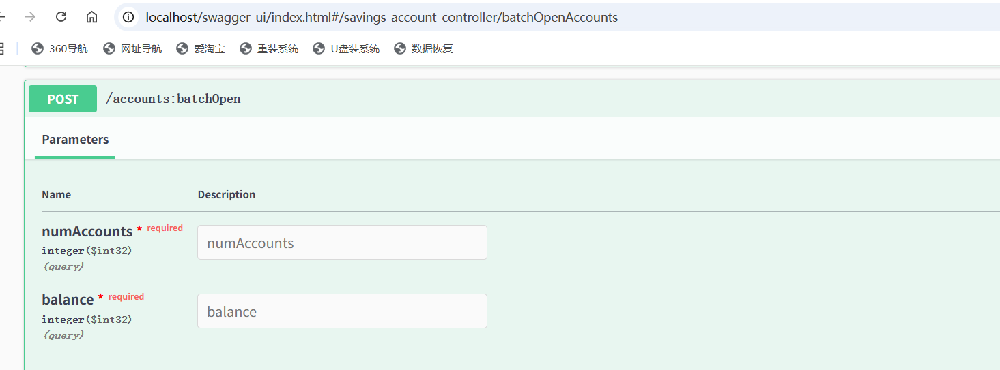 localhost/swagger-ui/index.html#/savings-account-controller/batchOpenAccounts
360导航 网址导航 爱淘宝 重装系统 U盘装系统 数据恢复
POST /accounts:batchOpen
Parameters
Name Description
numAccounts * required
numAccounts
integer($int32)
(query)
balance * required
balance
integer($int32)
(query)